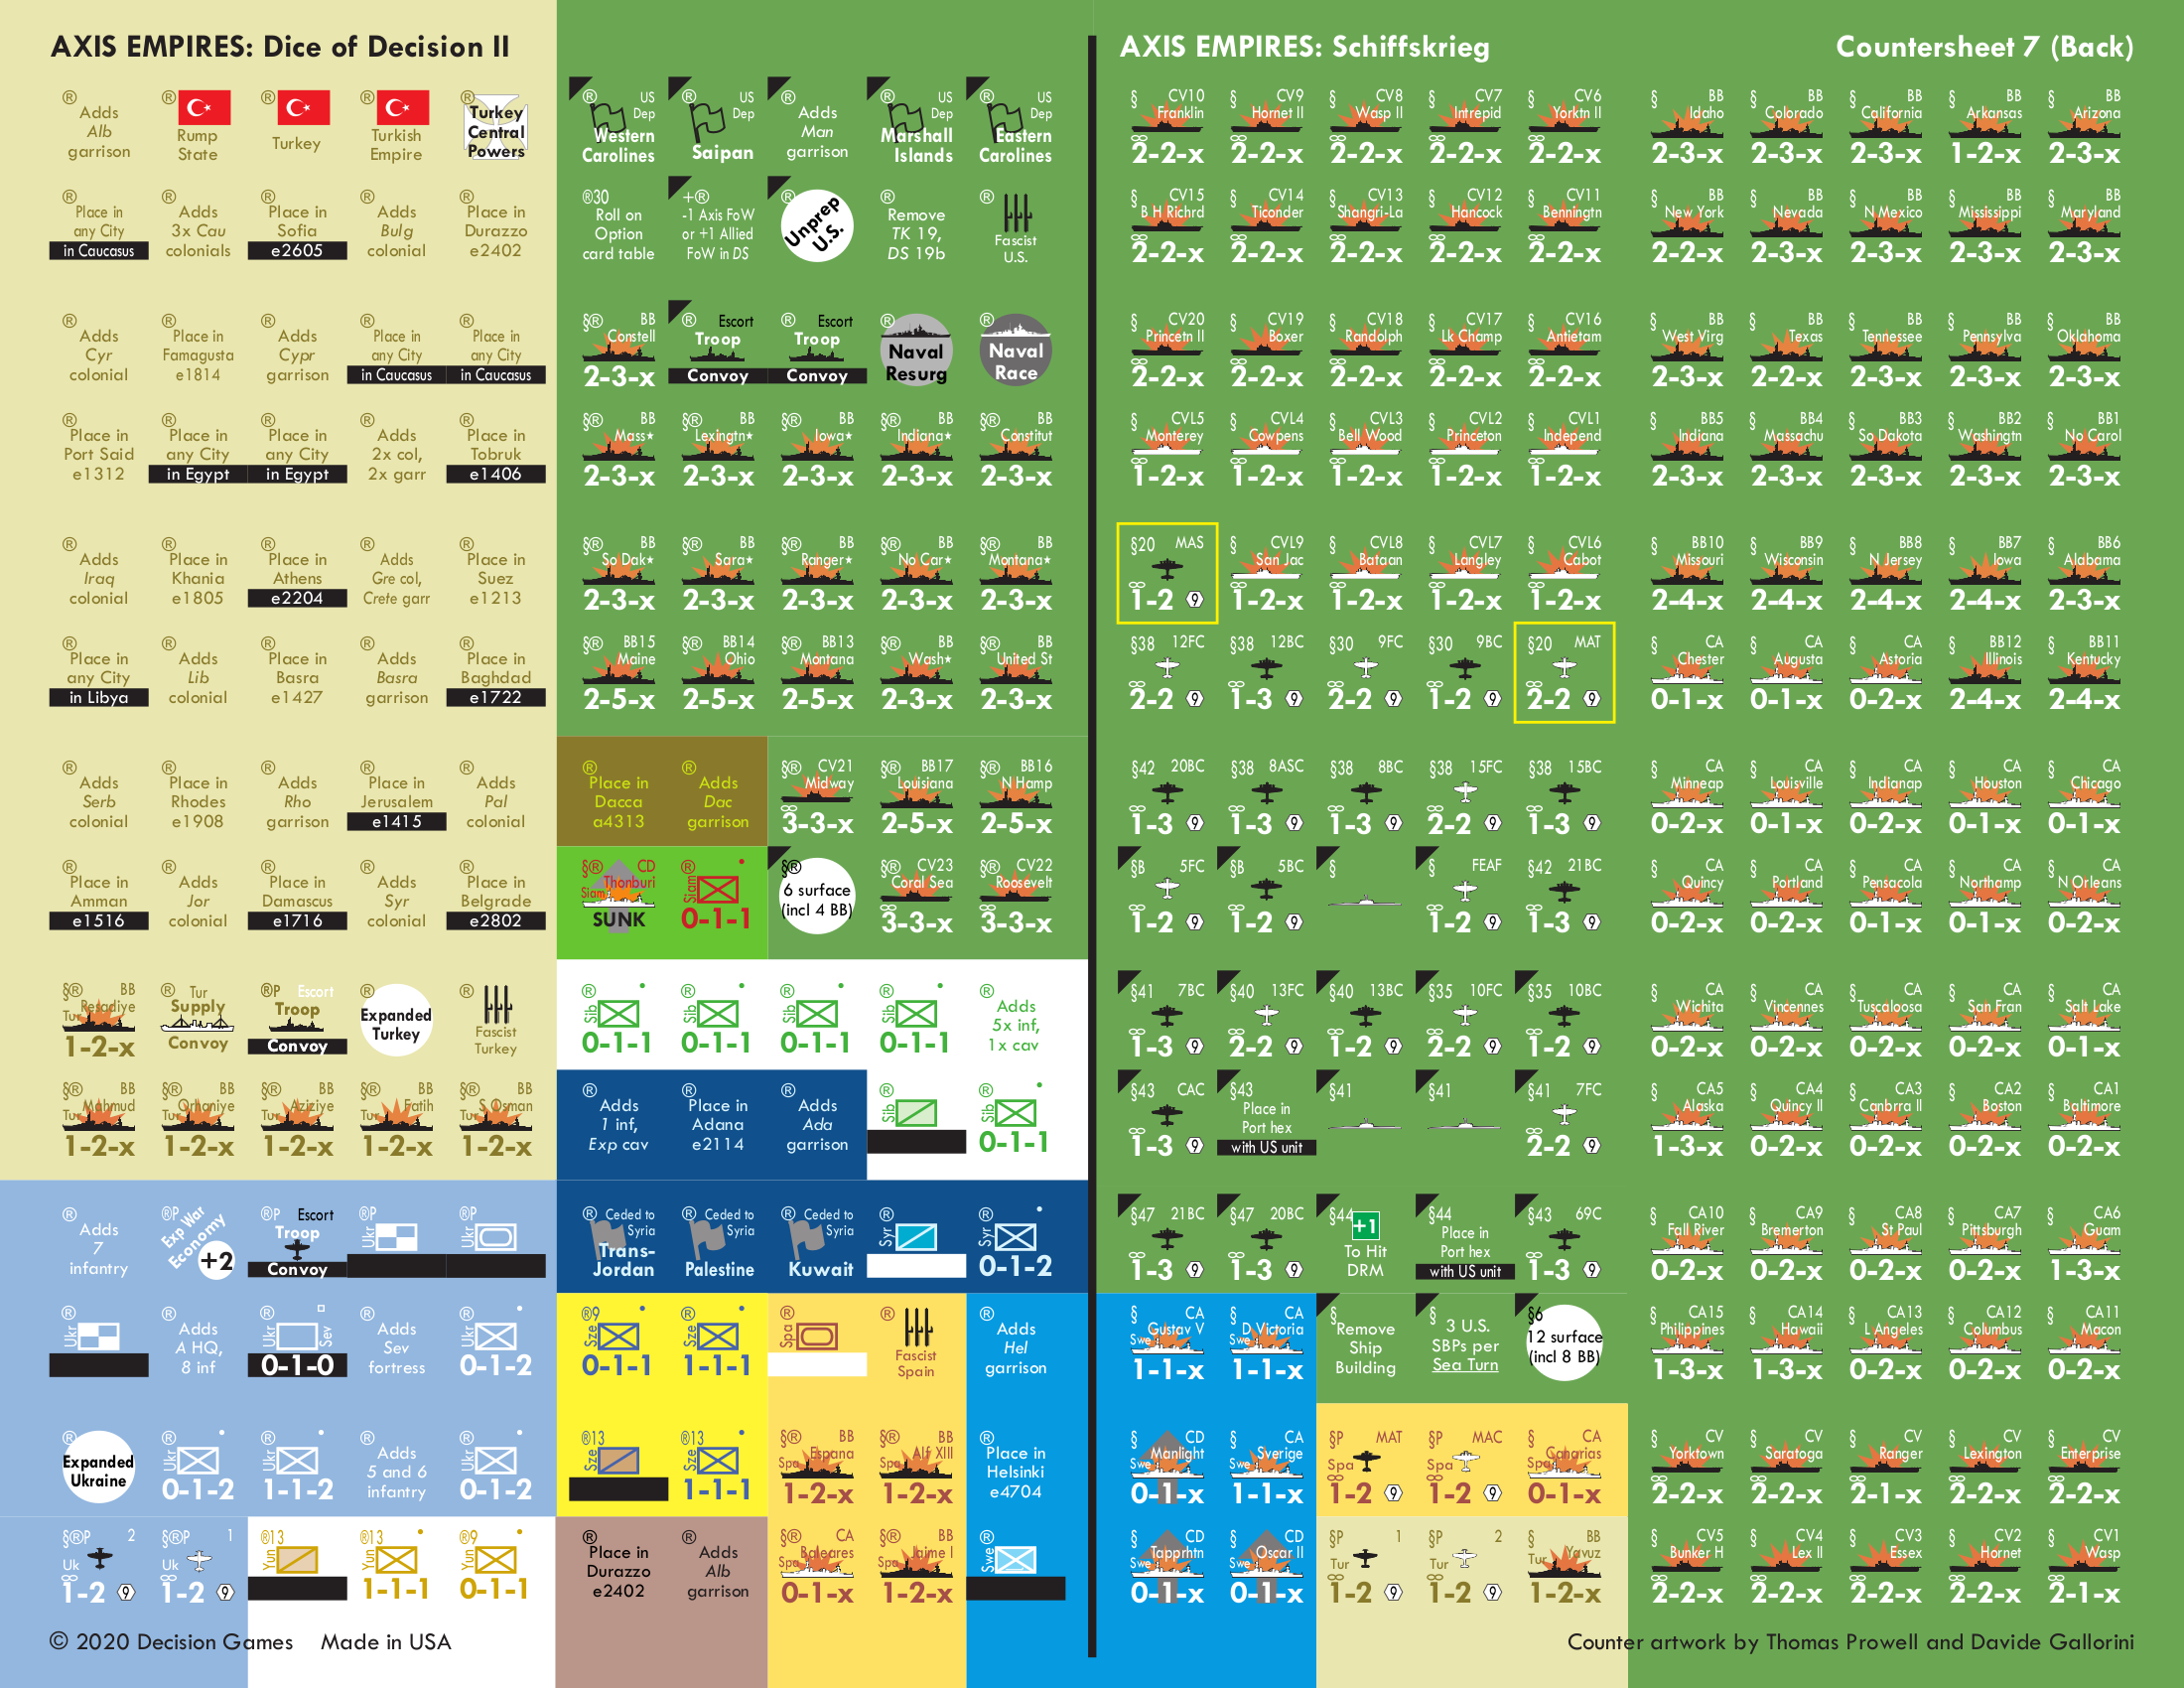 AXIS EMPIRES: Dice of Decision II
® Adds Alb garrison
® Rump State
® Turkey
® Turkish Empire
® Turkey Central Powers
® Place in any City in Caucasus
® Adds 3x Cau colonials
® Place in Sofia e2605
® Adds Bulg colonial
® Place in Durazzo e2402
® Adds Cyr colonial
® Place in Famagusta e1814
® Adds Cypr garrison
® Place in any City in Caucasus
® Place in any City in Caucasus
® Place in Port Said e1312
® Place in any City in Egypt
® Place in any City in Egypt
® Adds 2x col, 2x garr
® Place in Tobruk e1406
® Adds Iraq colonial
® Place in Khania e1805
® Place in Athens e2204
® Adds Gre col, Crete garr
® Place in Suez e1213
® Place in any City in Libya
® Adds Lib colonial
® Place in Basra e1427
® Adds Basra garrison
® Place in Baghdad e1722
® Adds Serb colonial
® Place in Rhodes e1908
® Adds Rho garrison
® Place in Jerusalem e1415
® Adds Pal colonial
® Place in Amman e1516
® Adds Jor colonial
® Place in Damascus e1716
® Adds Syr colonial
® Place in Belgrade e2802
§® BB Reşadiye Tur 1-2-x
® Tur Supply Convoy
®P Escort Troop Convoy
® Expanded Turkey
® Fascist Turkey
§® BB Mahmud Tur 1-2-x
§® BB Orhaniye Tur 1-2-x
§® BB Aziziye Tur 1-2-x
§® BB Fatih Tur 1-2-x
§® BB S Osman Tur 1-2-x
® Adds 7 infantry
®P Exp War Economy +2
®P Escort Troop Convoy
®P Ukr
®P Ukr
® Ukr
® Adds A HQ, 8 inf
® Ukr Sev 0-1-0
® Adds Sev fortress
® Ukr 0-1-2
® Expanded Ukraine
® Ukr 0-1-2
® Ukr 1-1-2
® Adds 5 and 6 infantry
® Ukr 0-1-2
§®P 2 Uk ∞ 1-2 9
§®P 1 Uk ∞ 1-2 9
®13 Yun
®13 Yun 1-1-1
®9 Yun 0-1-1
® US Dep Western Carolines
® US Dep Saipan
® Adds Man garrison
® US Dep Marshall Islands
® US Dep Eastern Carolines
®30 Roll on Option card table
+® -1 Axis FoW or +1 Allied FoW in DS
® Unprep U.S.
® Remove TK 19, DS 19b
® Fascist U.S.
§® BB Constell 2-3-x
® Escort Troop Convoy
® Escort Troop Convoy
® Naval Resurg
® Naval Race
§® BB Mass★ 2-3-x
§® BB Lexingtn★ 2-3-x
§® BB Iowa★ 2-3-x
§® BB Indiana★ 2-3-x
§® BB Constitut 2-3-x
§® BB So Dak★ 2-3-x
§® BB Sara★ 2-3-x
§® BB Ranger★ 2-3-x
§® BB No Car★ 2-3-x
§® BB Montana★ 2-3-x
§® BB15 Maine 2-5-x
§® BB14 Ohio 2-5-x
§® BB13 Montana 2-5-x
§® BB Wash★ 2-3-x
§® BB United St 2-3-x
® Place in Dacca a4313
® Adds Dac garrison
§® CV21 Midway ∞ 3-3-x
§® BB17 Louisiana 2-5-x
§® BB16 N Hamp 2-5-x
§® CD Thonburi Siam SUNK
® Siam 0-1-1
§® 6 surface (incl 4 BB)
§® CV23 Coral Sea ∞ 3-3-x
§® CV22 Roosevelt ∞ 3-3-x
® Sib 0-1-1
® Sib 0-1-1
® Sib 0-1-1
® Sib 0-1-1
® Adds 5x inf, 1x cav
® Adds 1 inf, Exp cav
® Place in Adana e2114
® Adds Ada garrison
® Sib
® Sib 0-1-1
® Ceded to Syria Trans-Jordan
® Ceded to Syria Palestine
® Ceded to Syria Kuwait
® Syr
® Syr 0-1-2
®9 Sze 0-1-1
® Sze 1-1-1
® Spa
® Fascist Spain
® Adds Hel garrison
®13 Sze
®13 Sze 1-1-1
§® BB Espana Spa 1-2-x
§® BB Alf XIII Spa 1-2-x
® Place in Helsinki e4704
® Place in Durazzo e2402
® Adds Alb garrison
§® CA Baleares Spa 0-1-x
§® BB Jaime I Spa 1-2-x
® Swe
AXIS EMPIRES: Schiffskrieg
Countersheet 7 (Back)
§ CV10 Franklin ∞ 2-2-x
§ CV9 Hornet II ∞ 2-2-x
§ CV8 Wasp II ∞ 2-2-x
§ CV7 Intrepid ∞ 2-2-x
§ CV6 Yorktn II ∞ 2-2-x
§ BB Idaho 2-3-x
§ BB Colorado 2-3-x
§ BB California 2-3-x
§ BB Arkansas 1-2-x
§ BB Arizona 2-3-x
§ CV15 B H Richrd ∞ 2-2-x
§ CV14 Ticonder ∞ 2-2-x
§ CV13 Shangri-La ∞ 2-2-x
§ CV12 Hancock ∞ 2-2-x
§ CV11 Benningtn ∞ 2-2-x
§ BB New York 2-2-x
§ BB Nevada 2-3-x
§ BB N Mexico 2-3-x
§ BB Mississippi 2-3-x
§ BB Maryland 2-3-x
§ CV20 Princetn II ∞ 2-2-x
§ CV19 Boxer ∞ 2-2-x
§ CV18 Randolph ∞ 2-2-x
§ CV17 Lk Champ ∞ 2-2-x
§ CV16 Antietam ∞ 2-2-x
§ BB West Virg 2-3-x
§ BB Texas 2-2-x
§ BB Tennessee 2-3-x
§ BB Pennsylva 2-3-x
§ BB Oklahoma 2-3-x
§ CVL5 Monterey ∞ 1-2-x
§ CVL4 Cowpens ∞ 1-2-x
§ CVL3 Bell Wood ∞ 1-2-x
§ CVL2 Princeton ∞ 1-2-x
§ CVL1 Independ ∞ 1-2-x
§ BB5 Indiana 2-3-x
§ BB4 Massachu 2-3-x
§ BB3 So Dakota 2-3-x
§ BB2 Washingtn 2-3-x
§ BB1 No Carol 2-3-x
§20 MAS ∞ 1-2 9
§ CVL9 San Jac ∞ 1-2-x
§ CVL8 Bataan ∞ 1-2-x
§ CVL7 Langley ∞ 1-2-x
§ CVL6 Cabot ∞ 1-2-x
§ BB10 Missouri 2-4-x
§ BB9 Wisconsin 2-4-x
§ BB8 N Jersey 2-4-x
§ BB7 Iowa 2-4-x
§ BB6 Alabama 2-3-x
§38 12FC ∞ 2-2 9
§38 12BC ∞ 1-3 9
§30 9FC ∞ 2-2 9
§30 9BC ∞ 1-2 9
§20 MAT ∞ 2-2 9
§ CA Chester 0-1-x
§ CA Augusta 0-1-x
§ CA Astoria 0-2-x
§ BB12 Illinois 2-4-x
§ BB11 Kentucky 2-4-x
§42 20BC ∞ 1-3 9
§38 8ASC ∞ 1-3 9
§38 8BC ∞ 1-3 9
§38 15FC ∞ 2-2 9
§38 15BC ∞ 1-3 9
§ CA Minneap 0-2-x
§ CA Louisville 0-1-x
§ CA Indianap 0-2-x
§ CA Houston 0-1-x
§ CA Chicago 0-1-x
§B 5FC ∞ 1-2 9
§B 5BC ∞ 1-2 9
§
§ FEAF ∞ 1-2 9
§42 21BC ∞ 1-3 9
§ CA Quincy 0-2-x
§ CA Portland 0-2-x
§ CA Pensacola 0-1-x
§ CA Northamp 0-1-x
§ CA N Orleans 0-2-x
§41 7BC ∞ 1-3 9
§40 13FC ∞ 2-2 9
§40 13BC ∞ 1-2 9
§35 10FC ∞ 2-2 9
§35 10BC ∞ 1-2 9
§ CA Wichita 0-2-x
§ CA Vincennes 0-2-x
§ CA Tuscaloosa 0-2-x
§ CA San Fran 0-2-x
§ CA Salt Lake 0-1-x
§43 CAC ∞ 1-3 9
§43 Place in Port hex with US unit
§41
§41
§41 7FC ∞ 2-2 9
§ CA5 Alaska 1-3-x
§ CA4 Quincy II 0-2-x
§ CA3 Canbrra II 0-2-x
§ CA2 Boston 0-2-x
§ CA1 Baltimore 0-2-x
§47 21BC ∞ 1-3 9
§47 20BC ∞ 1-3 9
§44 +1 To Hit DRM
§44 Place in Port hex with US unit
§43 69C ∞ 1-3 9
§ CA10 Fall River 0-2-x
§ CA9 Bremerton 0-2-x
§ CA8 St Paul 0-2-x
§ CA7 Pittsburgh 0-2-x
§ CA6 Guam 1-3-x
§ CA Gustav V Swe 1-1-x
§ CA D Victoria Swe 1-1-x
§ Remove Ship Building
§ 3 U.S. SBPs per Sea Turn
§6 12 surface (incl 8 BB)
§ CA15 Philippines 1-3-x
§ CA14 Hawaii 1-3-x
§ CA13 L Angeles 0-2-x
§ CA12 Columbus 0-2-x
§ CA11 Macon 0-2-x
§ CD Manlight Swe 0-1-x
§ CA Sverige Swe 1-1-x
§P MAT Spa ∞ 1-2 9
§P MAC Spa ∞ 1-2 9
§ CA Canarias Spa 0-1-x
§ CV Yorktown ∞ 2-2-x
§ CV Saratoga ∞ 2-2-x
§ CV Ranger ∞ 2-1-x
§ CV Lexington ∞ 2-2-x
§ CV Enterprise ∞ 2-2-x
§ CD Tapprhtn Swe 0-1-x
§ CD Oscar II Swe 0-1-x
§P 1 Tur ∞ 1-2 9
§P 2 Tur ∞ 1-2 9
§ BB Yavuz Tur 1-2-x
§ CV5 Bunker H ∞ 2-2-x
§ CV4 Lex II ∞ 2-2-x
§ CV3 Essex ∞ 2-2-x
§ CV2 Hornet ∞ 2-2-x
§ CV1 Wasp ∞ 2-1-x
© 2020 Decision Games Made in USA
Counter artwork by Thomas Prowell and Davide Gallorini